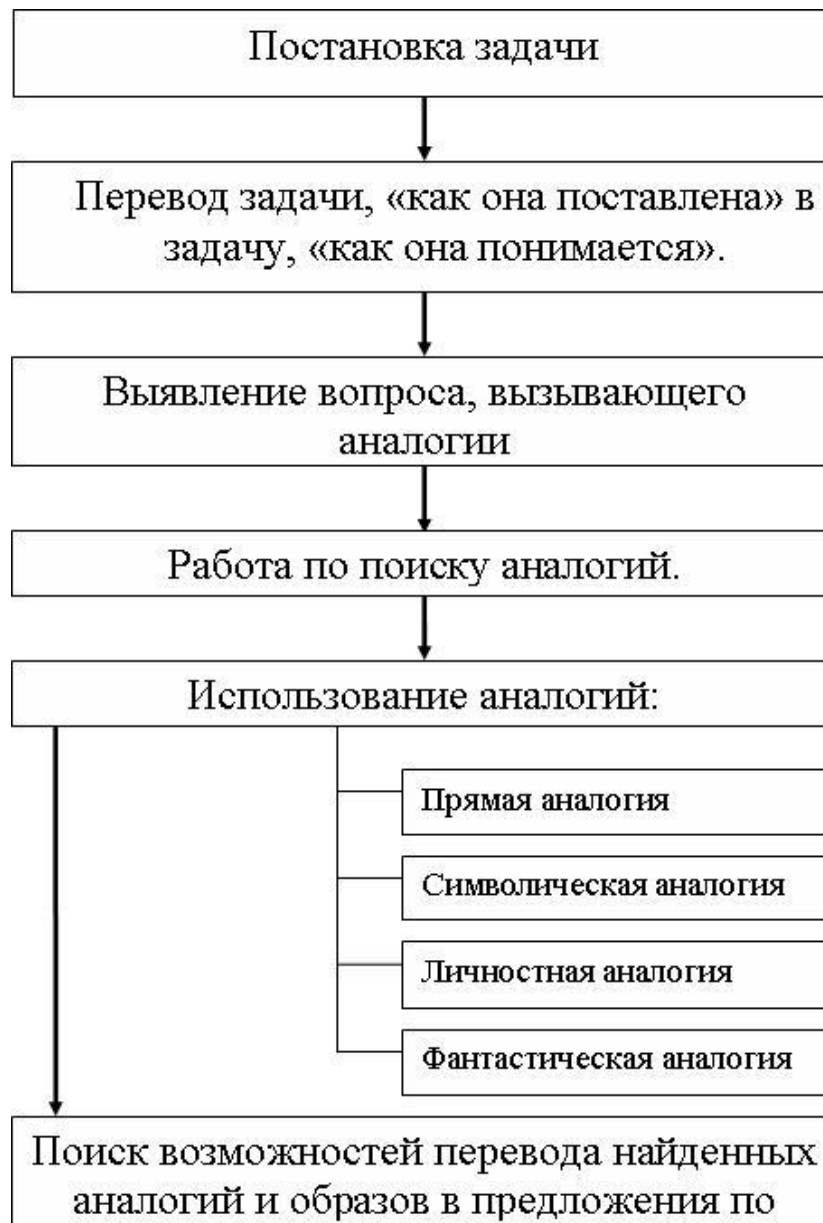 Постановка задачи
Перевод задачи, «как она поставлена» в
задачу, «как она понимается».
Выявление вопроса, вызывающего
аналогии
Работа по поиску аналогий.
Использование аналогий:
Прямая аналогия
Символическая аналогия
Личностная аналогия
Фантастическая аналогия
Поиск возможностей перевода найденных
аналогий и образов в предложения по